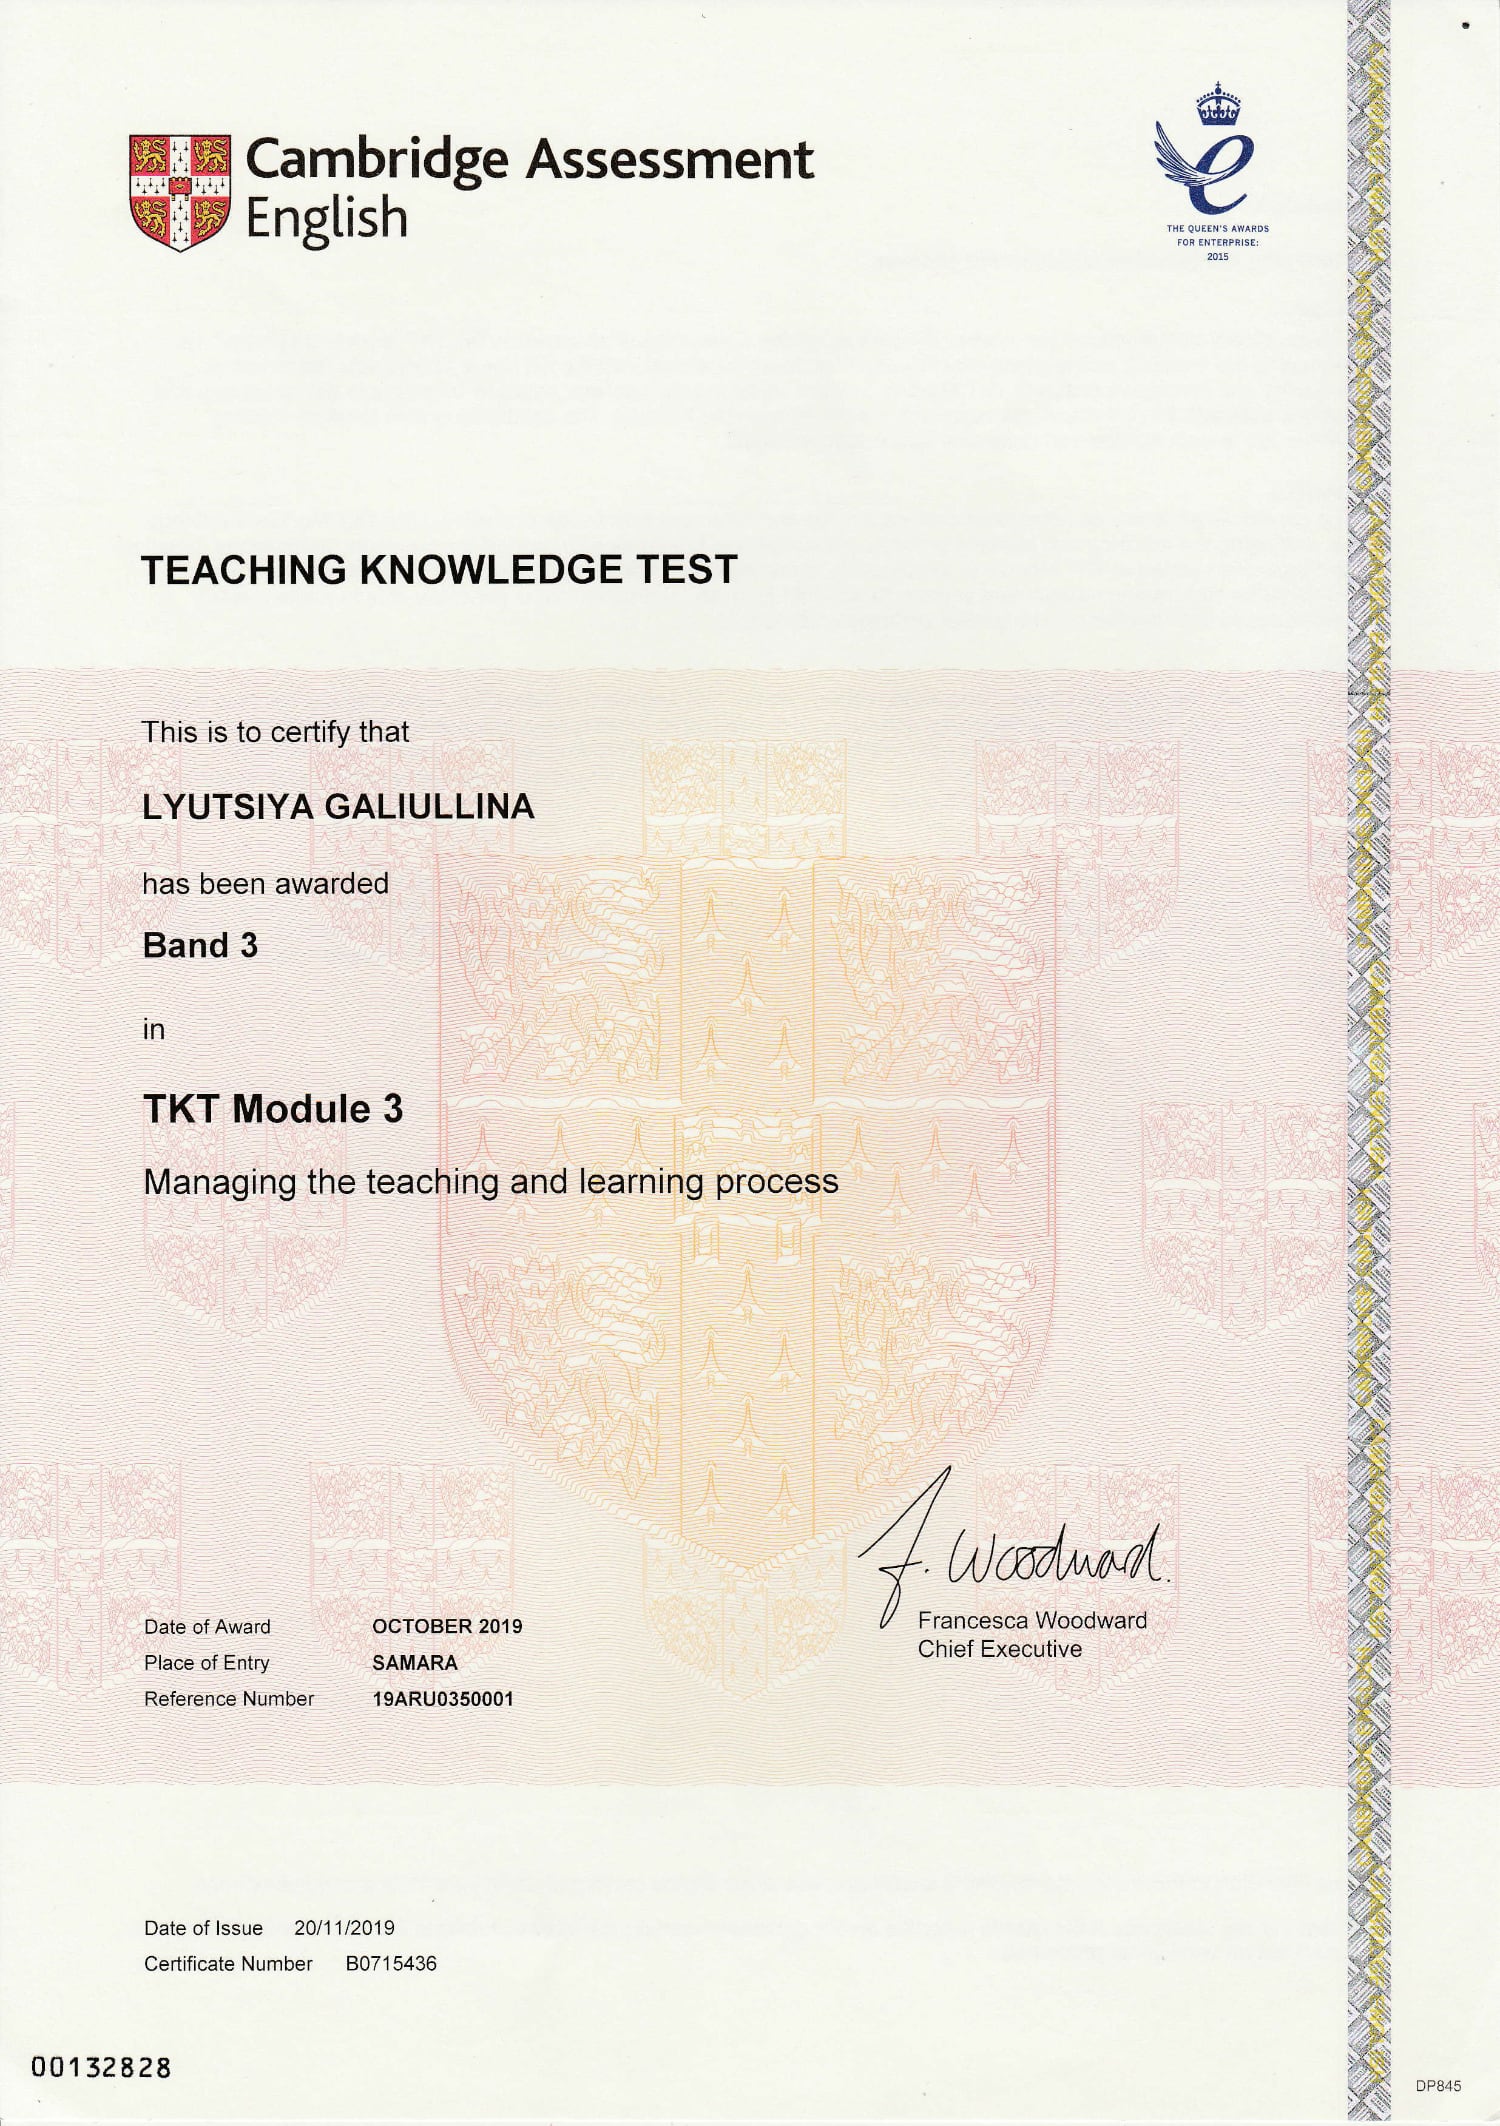 Cambridge Assessment
English
THE QUEEN'S AWARDS
FOR ENTERPRISE:
2015
TEACHING KNOWLEDGE TEST
This is to certify that
LYUTSIYA GALIULLINA
has been awarded
Band 3
in
TKT Module 3
Managing the teaching and learning process
F. Woodward.
Francesca Woodward
Chief Executive
Date of Award OCTOBER 2019
Place of Entry SAMARA
Reference Number 19ARU0350001
Date of Issue 20/11/2019
Certificate Number B0715436
00132828
DP845